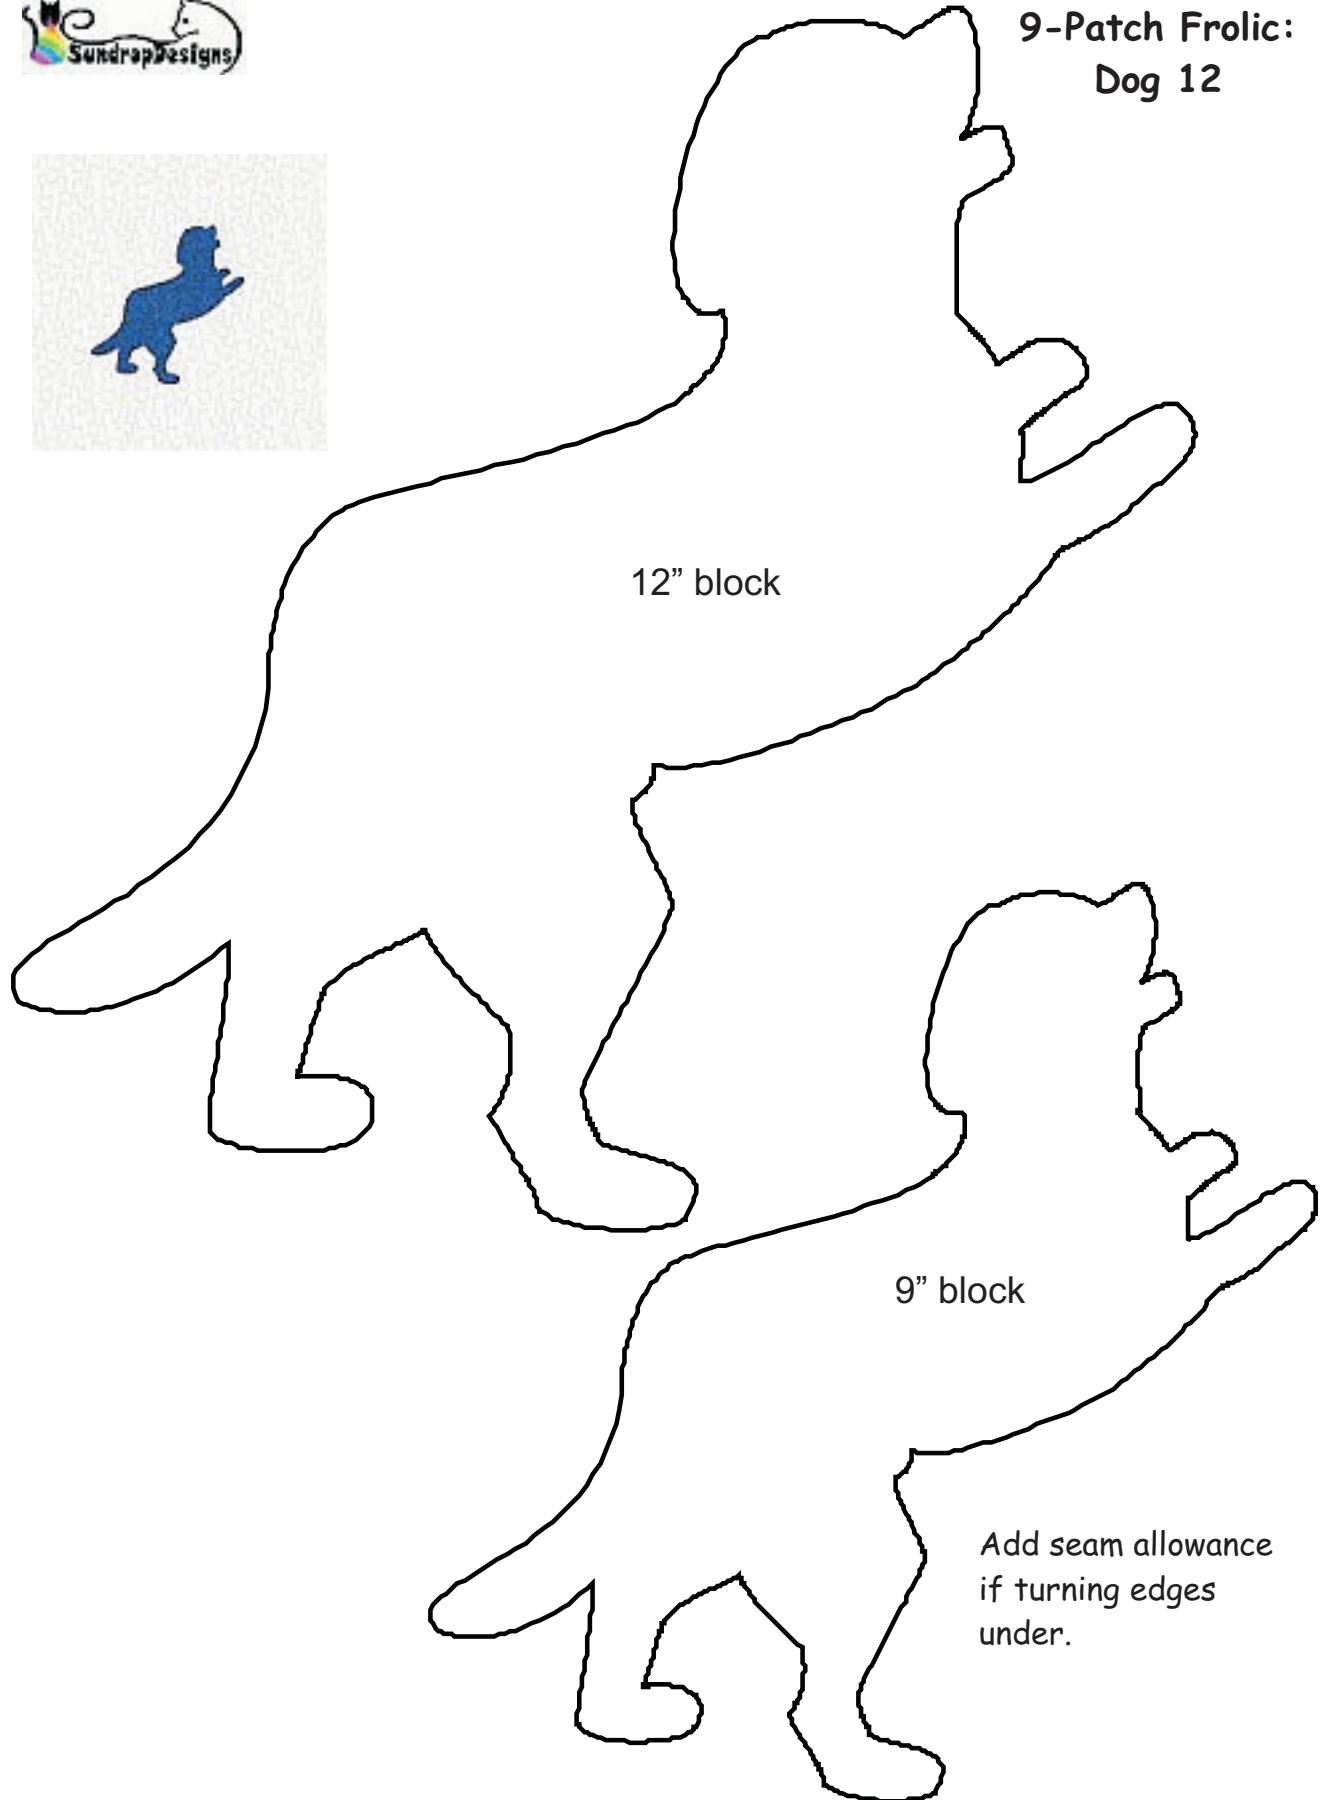 SundropDesigns
9-Patch Frolic:
Dog 12
12” block
9” block
Add seam allowance
if turning edges
under.